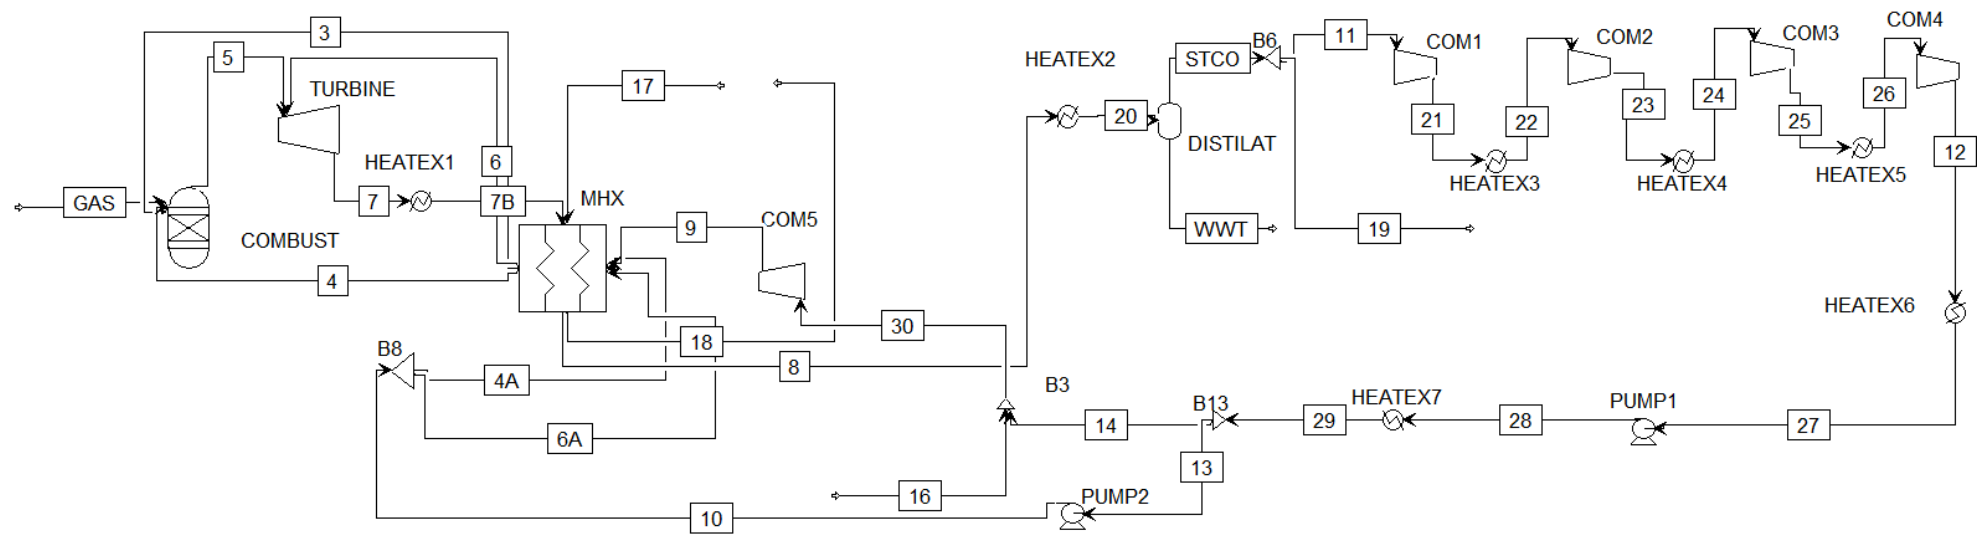 3
5
TURBINE
HEATEX1
6
GAS
7
7B
MHX
COMBUST
4
17
9
COM5
18
30
8
B8
4A
6A
10
HEATEX2
20
STCO
B6
DISTILAT
WWT
19
11
COM1
21
HEATEX3
22
COM2
23
HEATEX4
24
COM3
25
HEATEX5
26
COM4
12
HEATEX6
B3
14
B13
HEATEX7
29
28
PUMP1
27
13
16
PUMP2